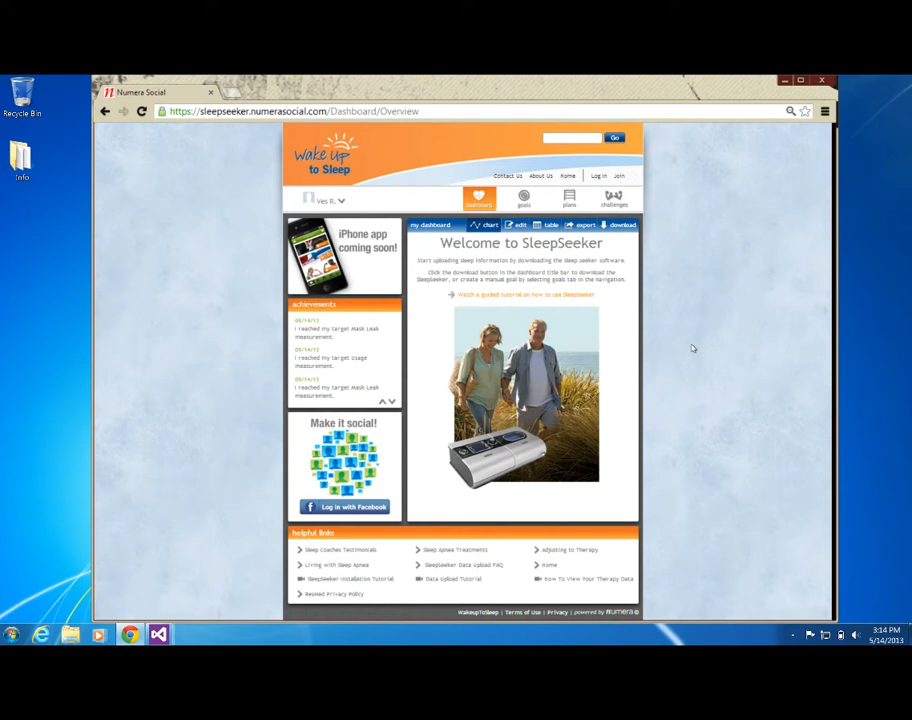 Recycle Bin
Info
Numera Social
https://sleepseeker.numerasocial.com/Dashboard/Overview
Wake Up
to Sleep
Go
Contact Us About Us Home Log In Join
Ves R.
dashboard goals plans challenges
iPhone app
coming soon!
achievements
05/14/13
I reached my target Mask Leak
measurement.
05/14/13
I reached my target Usage
measurement.
05/14/13
I reached my target Mask Leak
measurement.
Make it social!
f Log in with Facebook
my dashboard chart edit table export download
Welcome to SleepSeeker
Start uploading sleep information by downloading the sleep seeker software.
Click the download button in the dashboard title bar to download the
SleepSeeker, or create a manual goal by selecting goals tab in the navigation.
Watch a guided tutorial on how to use SleepSeeker
helpful links
Sleep Coaches Testimonials Sleep Apnea Treatments Adjusting to Therapy
Living with Sleep Apnea SleepSeeker Data Upload FAQ Home
SleepSeeker Installation Tutorial Data Upload Tutorial How To View Your Therapy Data
ResMed Privacy Policy
WakeupToSleep | Terms of Use | Privacy | powered by numera ©
3:14 PM
5/14/2013